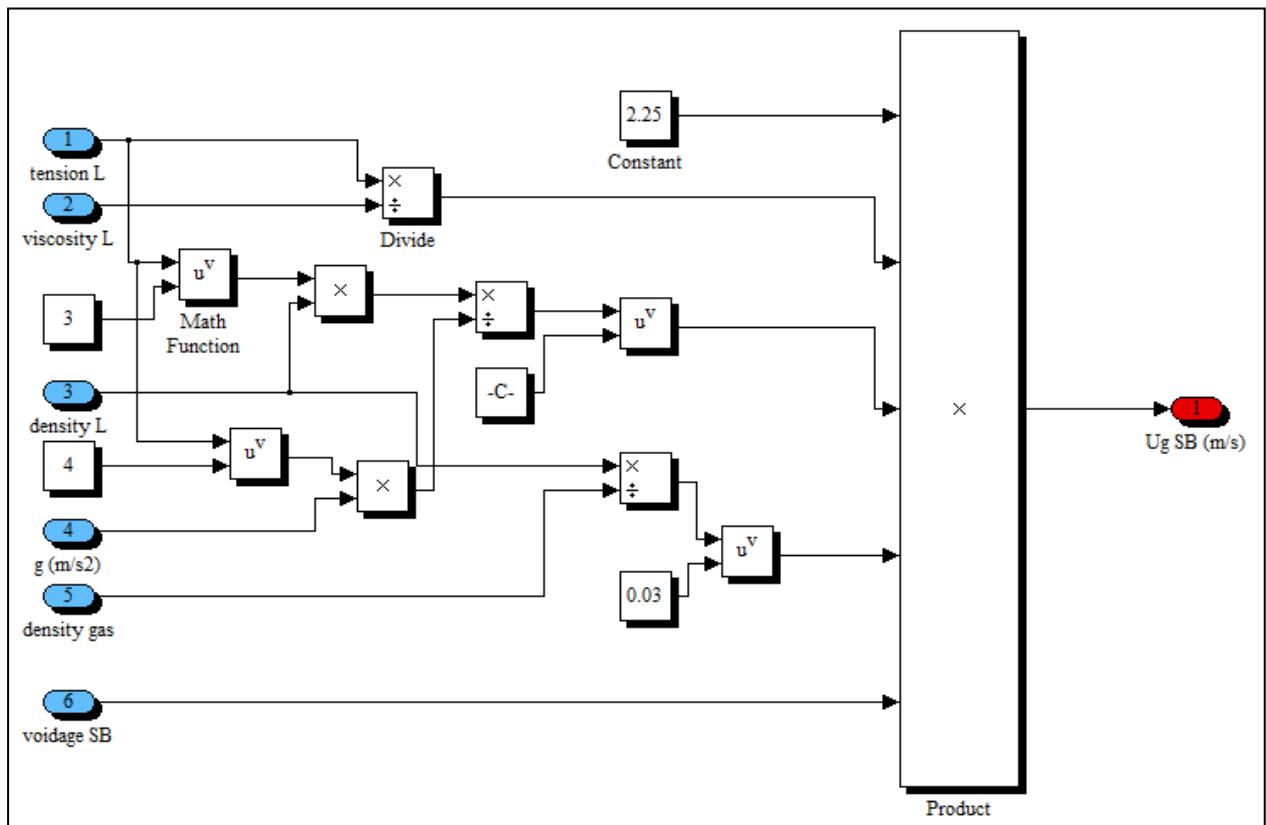 2.25
Constant
1
tension L
×
÷
Divide
2
viscosity L
u^v
Math
Function
3
×
×
÷
u^v
3
density L
-C-
1
Ug SB (m/s)
×
4
u^v
×
×
÷
4
g (m/s2)
u^v
5
density gas
0.03
6
voidage SB
Product